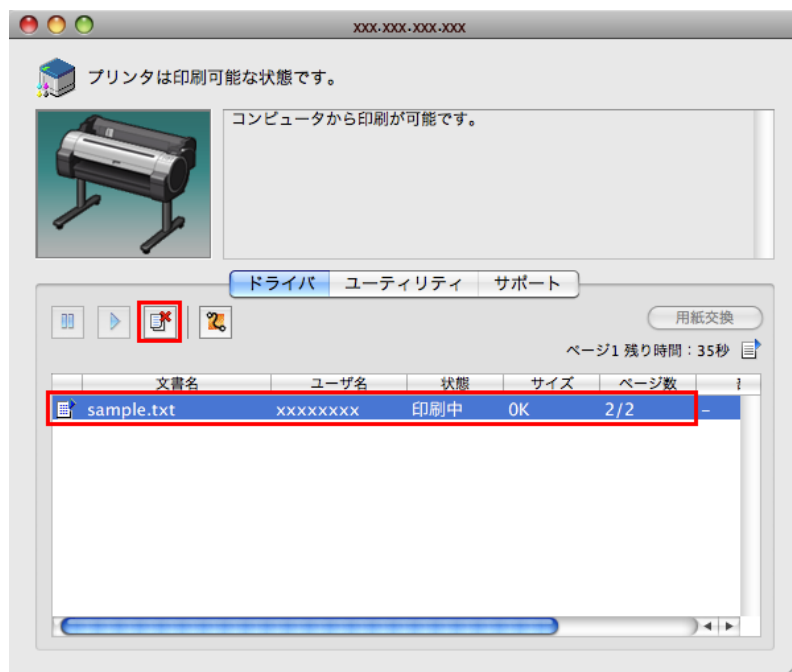 xxx.xxx.xxx.xxx
プリンタは印刷可能な状態です。
コンピュータから印刷が可能です。
ドライバ ユーティリティ サポート
用紙交換
ページ1 残り時間：35秒
文書名 ユーザ名 状態 サイズ ページ数
sample.txt xxxxxxxx 印刷中 0K 2/2 –